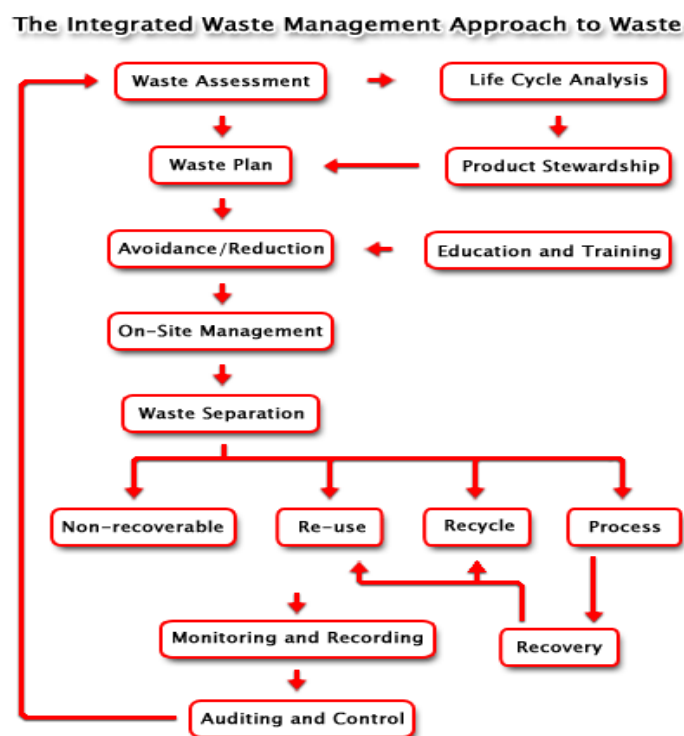 The Integrated Waste Management Approach to Waste
Waste Assessment
Life Cycle Analysis
Waste Plan
Product Stewardship
Avoidance/Reduction
Education and Training
On-Site Management
Waste Separation
Non-recoverable
Re-use
Recycle
Process
Monitoring and Recording
Recovery
Auditing and Control